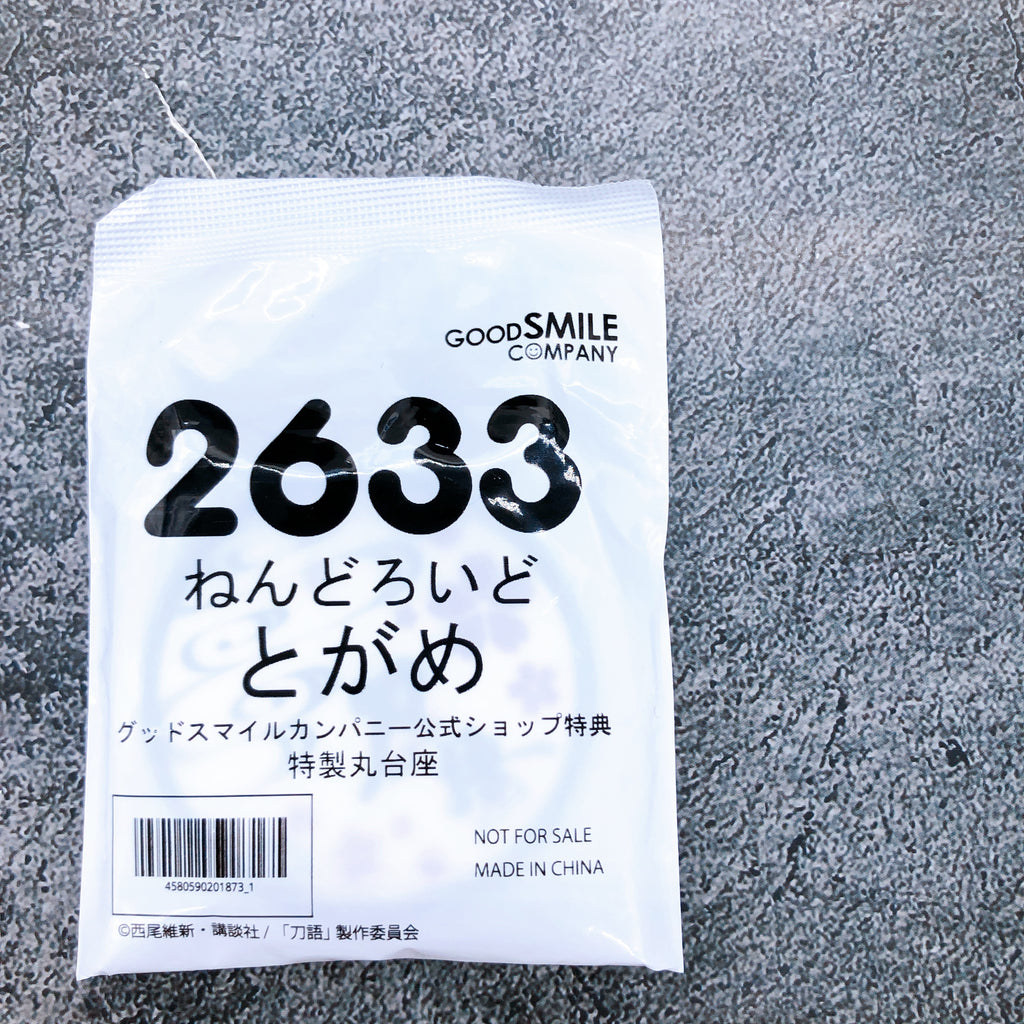 GOODSMILE
COMPANY
2633
ねんどろいど
とがめ
グッドスマイルカンパニー公式ショップ特典
特製丸台座
NOT FOR SALE
MADE IN CHINA
4580590201873_1
©西尾維新・講談社/「刀語」製作委員会